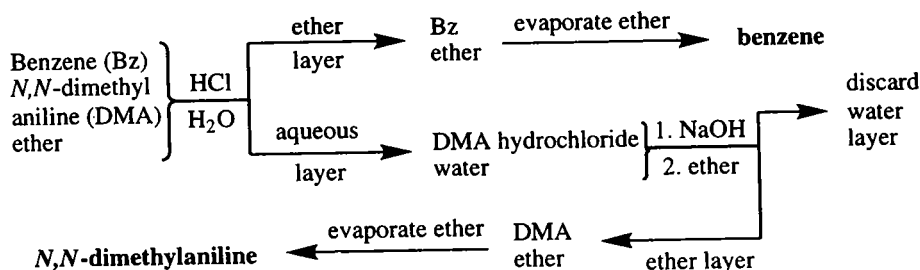 Benzene (Bz)
N,N-dimethyl
aniline (DMA)
ether
HCl
H₂O
ether
layer
Bz
ether
evaporate ether
benzene
aqueous
layer
DMA hydrochloride
water
1. NaOH
2. ether
discard
water
layer
ether layer
DMA
ether
evaporate ether
N,N-dimethylaniline